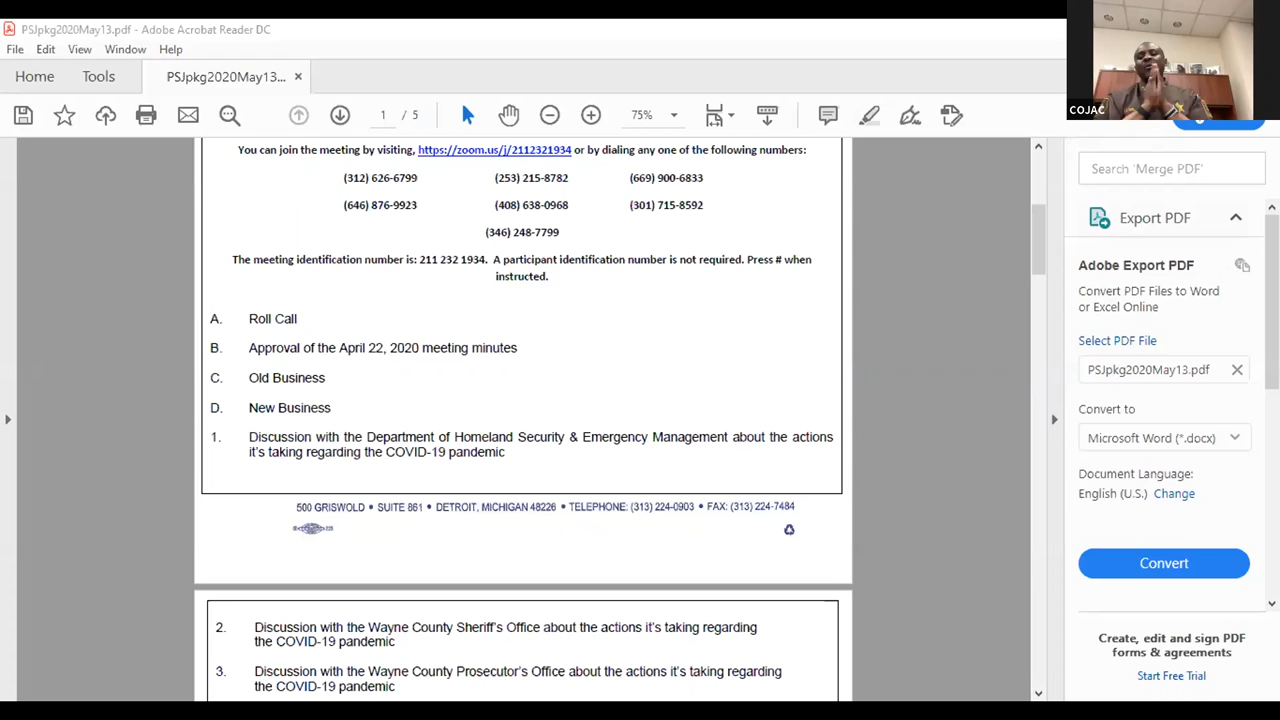 PSJpkg2020May13.pdf - Adobe Acrobat Reader DC
File Edit View Window Help
Home Tools PSJpkg2020May13... ×
1 / 5 75%
COJAC
You can join the meeting by visiting, https://zoom.us/j/2112321934 or by dialing any one of the following numbers:
(312) 626-6799 (253) 215-8782 (669) 900-6833
(646) 876-9923 (408) 638-0968 (301) 715-8592
(346) 248-7799
The meeting identification number is: 211 232 1934. A participant identification number is not required. Press # when
instructed.
A. Roll Call
B. Approval of the April 22, 2020 meeting minutes
C. Old Business
D. New Business
1. Discussion with the Department of Homeland Security & Emergency Management about the actions
it's taking regarding the COVID-19 pandemic
500 GRISWOLD • SUITE 861 • DETROIT, MICHIGAN 48226 • TELEPHONE: (313) 224-0903 • FAX: (313) 224-7484
2. Discussion with the Wayne County Sheriff's Office about the actions it's taking regarding
the COVID-19 pandemic
3. Discussion with the Wayne County Prosecutor's Office about the actions it's taking regarding
the COVID-19 pandemic
Search 'Merge PDF'
Export PDF
Adobe Export PDF
Convert PDF Files to Word
or Excel Online
Select PDF File
PSJpkg2020May13.pdf
Convert to
Microsoft Word (*.docx)
Document Language:
English (U.S.) Change
Convert
Create, edit and sign PDF
forms & agreements
Start Free Trial